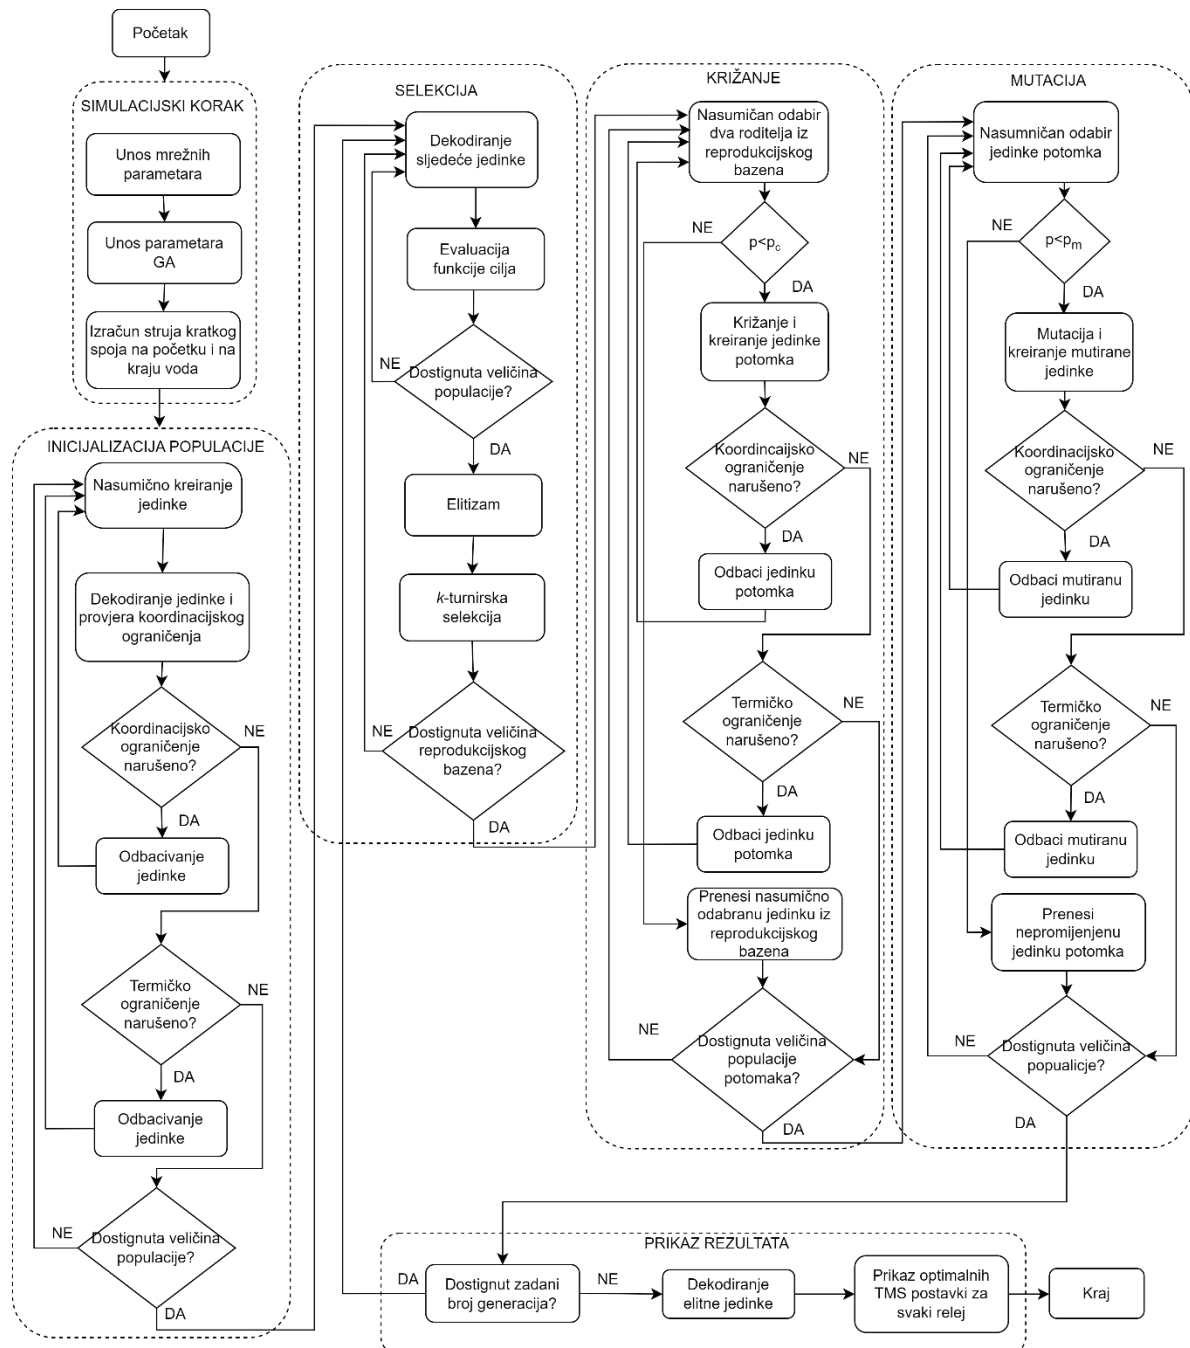 Početak
SIMULACIJSKI KORAK
Unos mrežnih
parametara
Unos parametara
GA
Izračun struja kratkog
spoja na početku i na
kraju voda
INICIJALIZACIJA POPULACIJE
Nasumično kreiranje
jedinke
Dekodiranje jedinke i
provjera koordinacijskog
ograničenja
Koordinacijsko
ograničenje
narušeno?
NE
DA
Odbacivanje
jedinke
Termičko
ograničenje
narušeno?
NE
DA
Odbacivanje
jedinke
Dostignuta veličina
populacije?
NE
DA
SELEKCIJA
Dekodiranje
sljedeće jedinke
Evaluacija
funkcije cilja
NE
Dostignuta veličina
populacije?
DA
Elitizam
k-turnirska
selekcija
NE
Dostignuta veličina
reprodukcijskog
bazena?
DA
KRIŽANJE
Nasumičan odabir
dva roditelja iz
reprodukcijskog
bazena
NE
p<pc
DA
Križanje i
kreiranje jedinke
potomka
Koordincaijsko
ograničenje
narušeno?
NE
DA
Odbaci jedinku
potomka
Termičko
ograničenje
narušeno?
NE
DA
Odbaci jedinku
potomka
Prenesi nasumično
odabranu jedinku iz
reprodukcijskog
bazena
NE
Dostignuta veličina
populacije
potomaka?
DA
MUTACIJA
Nasumničan odabir
jedinke potomka
NE
p<pm
DA
Mutacija i
kreiranje mutirane
jedinke
Koordinacijsko
ograničenje
narušeno?
NE
DA
Odbaci mutiranu
jedinku
Termičko
ograničenje
narušeno?
NE
DA
Odbaci mutiranu
jedinku
Prenesi
nepromijenjenu
jedinku potomka
NE
Dostignuta veličina
popualicje?
DA
PRIKAZ REZULTATA
DA
Dostignut zadani
broj generacija?
NE
Dekodiranje
elitne jedinke
Prikaz optimalnih
TMS postavki za
svaki relej
Kraj